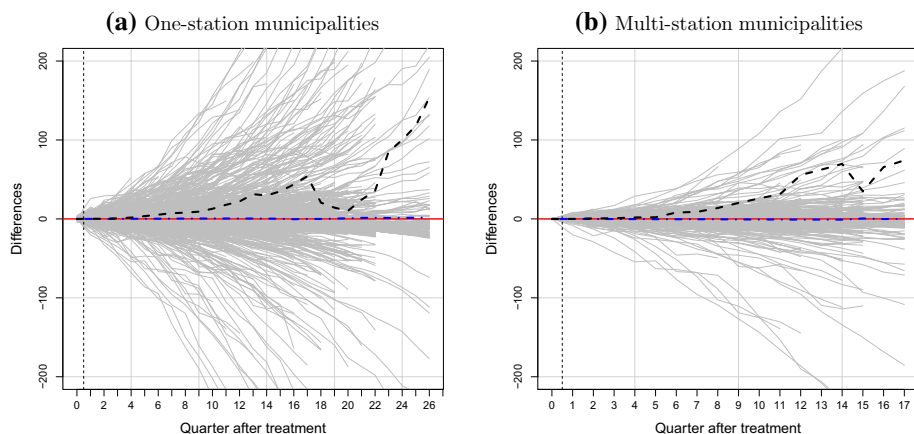 (a) One-station municipalities
(b) Multi-station municipalities
200
100
0
−100
−200
Differences
0 2 4 6 8 10 12 14 16 18 20 22 24 26
Quarter after treatment
200
100
0
−100
−200
Differences
0 1 2 3 4 5 6 7 8 9 10 11 12 13 14 15 16 17
Quarter after treatment